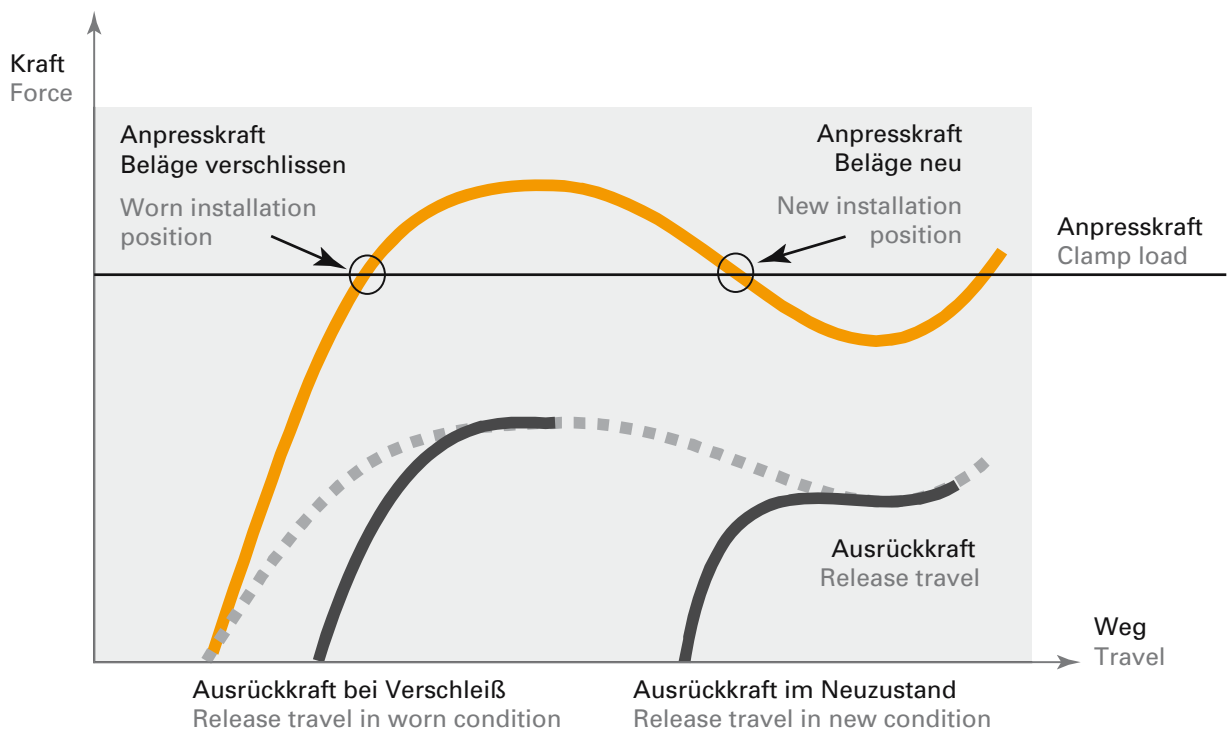 Kraft
Force
Anpresskraft
Beläge verschlissen
Worn installation
position
Anpresskraft
Beläge neu
New installation
position
Anpresskraft
Clamp load
Ausrückkraft
Release travel
Weg
Travel
Ausrückkraft bei Verschleiß
Release travel in worn condition
Ausrückkraft im Neuzustand
Release travel in new condition